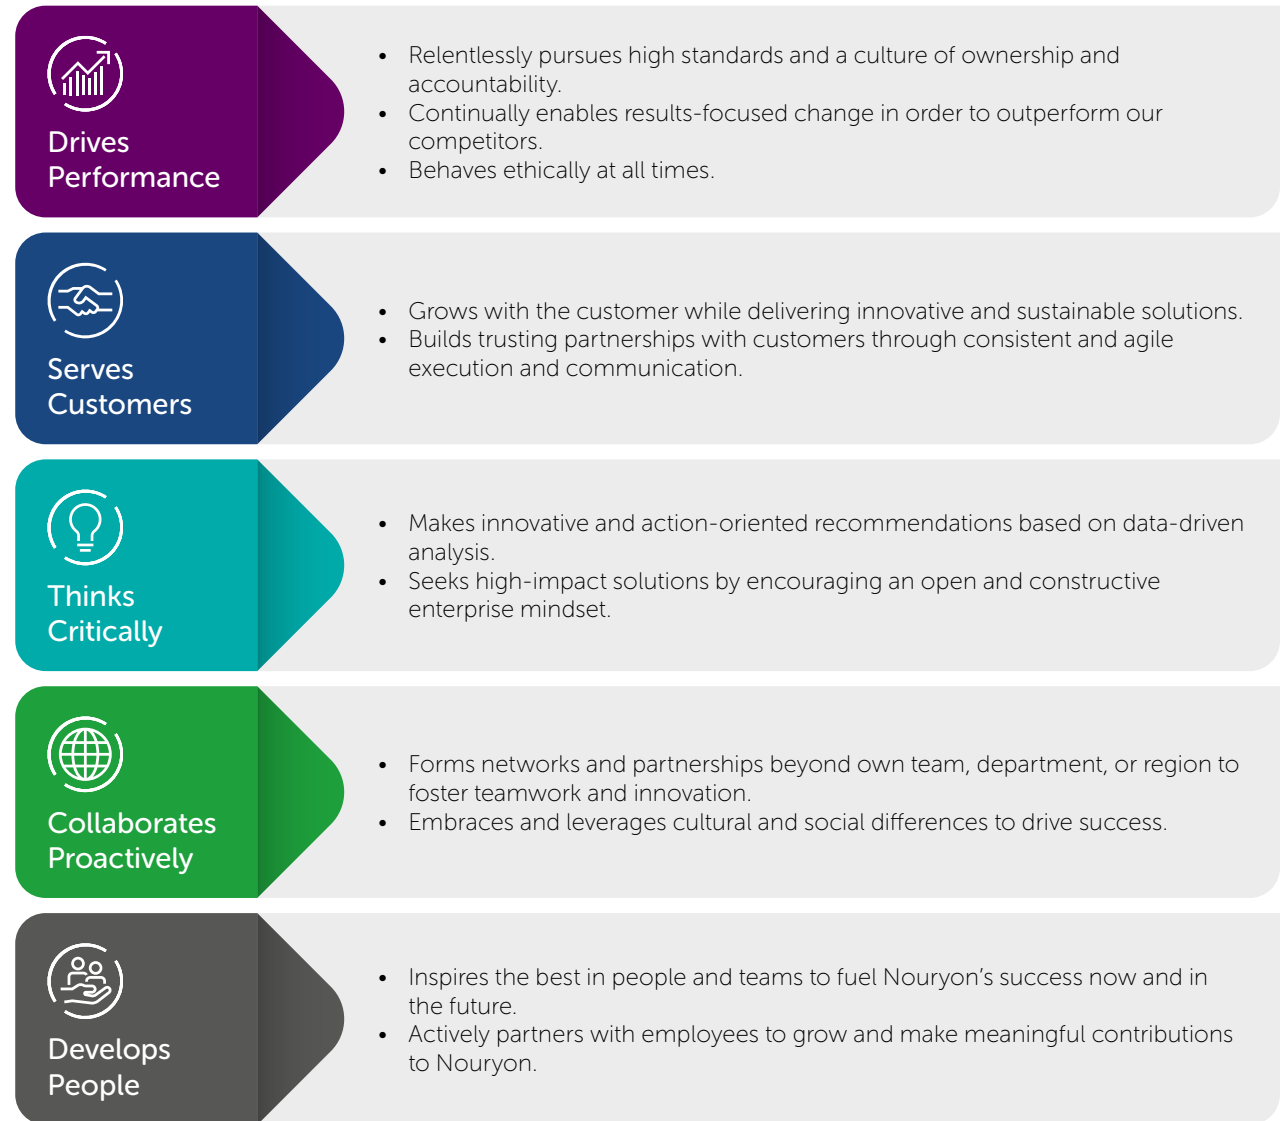 Drives
Performance
• Relentlessly pursues high standards and a culture of ownership and
accountability.
• Continually enables results-focused change in order to outperform our
competitors.
• Behaves ethically at all times.
Serves
Customers
• Grows with the customer while delivering innovative and sustainable solutions.
• Builds trusting partnerships with customers through consistent and agile
execution and communication.
Thinks
Critically
• Makes innovative and action-oriented recommendations based on data-driven
analysis.
• Seeks high-impact solutions by encouraging an open and constructive
enterprise mindset.
Collaborates
Proactively
• Forms networks and partnerships beyond own team, department, or region to
foster teamwork and innovation.
• Embraces and leverages cultural and social differences to drive success.
Develops
People
• Inspires the best in people and teams to fuel Nouryon’s success now and in
the future.
• Actively partners with employees to grow and make meaningful contributions
to Nouryon.